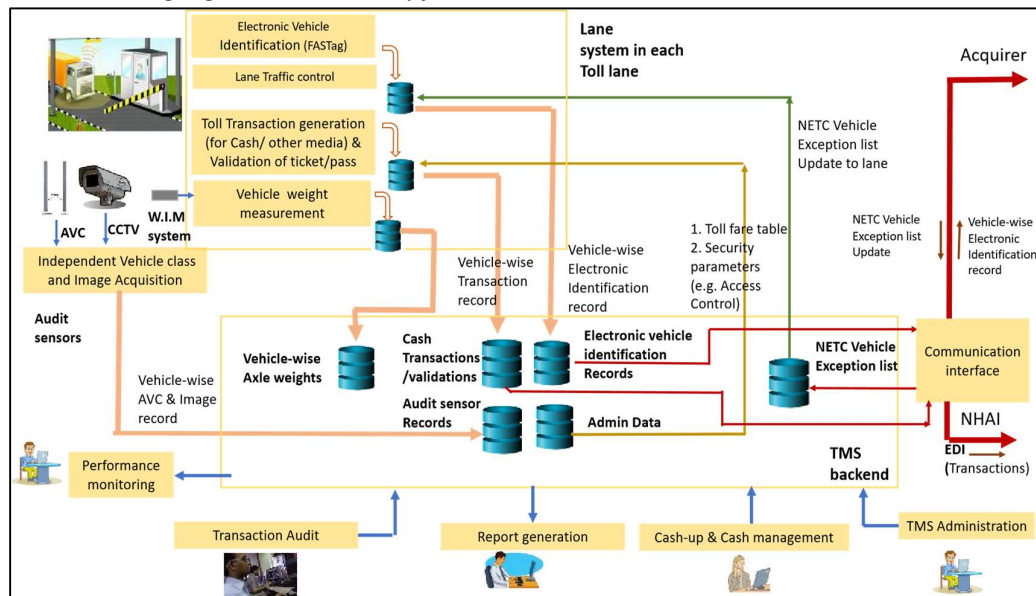 Electronic Vehicle
Identification (FASTag)
Lane Traffic control
Toll Transaction generation
(for Cash/ other media) &
Validation of ticket/pass
Vehicle weight
measurement
Lane
system in each
Toll lane
Acquirer
NETC Vehicle
Exception list
Update to lane
AVC
CCTV
W.I.M
system
Independent Vehicle class
and Image Acquisition
Audit
sensors
Vehicle-wise
Transaction
record
Vehicle-wise
Electronic
Identification
record
1. Toll fare table
2. Security
parameters
(e.g. Access
Control)
NETC Vehicle
Exception list
Update
Vehicle-wise
Electronic
Identification
record
Vehicle-wise
AVC & Image
record
Vehicle-wise
Axle weights
Cash
Transactions
/validations
Electronic vehicle
identification
Records
NETC Vehicle
Exception list
Communication
interface
Audit sensor
Records
Admin Data
TMS
backend
NHAI
EDI
(Transactions)
Performance
monitoring
Transaction Audit
Report generation
Cash-up & Cash management
TMS Administration